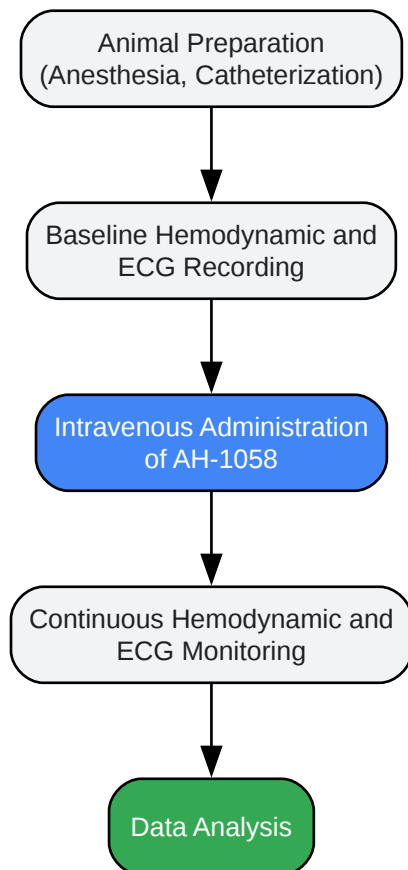 Animal Preparation
(Anesthesia, Catheterization)
Baseline Hemodynamic and
ECG Recording
Intravenous Administration
of AH-1058
Continuous Hemodynamic and
ECG Monitoring
Data Analysis